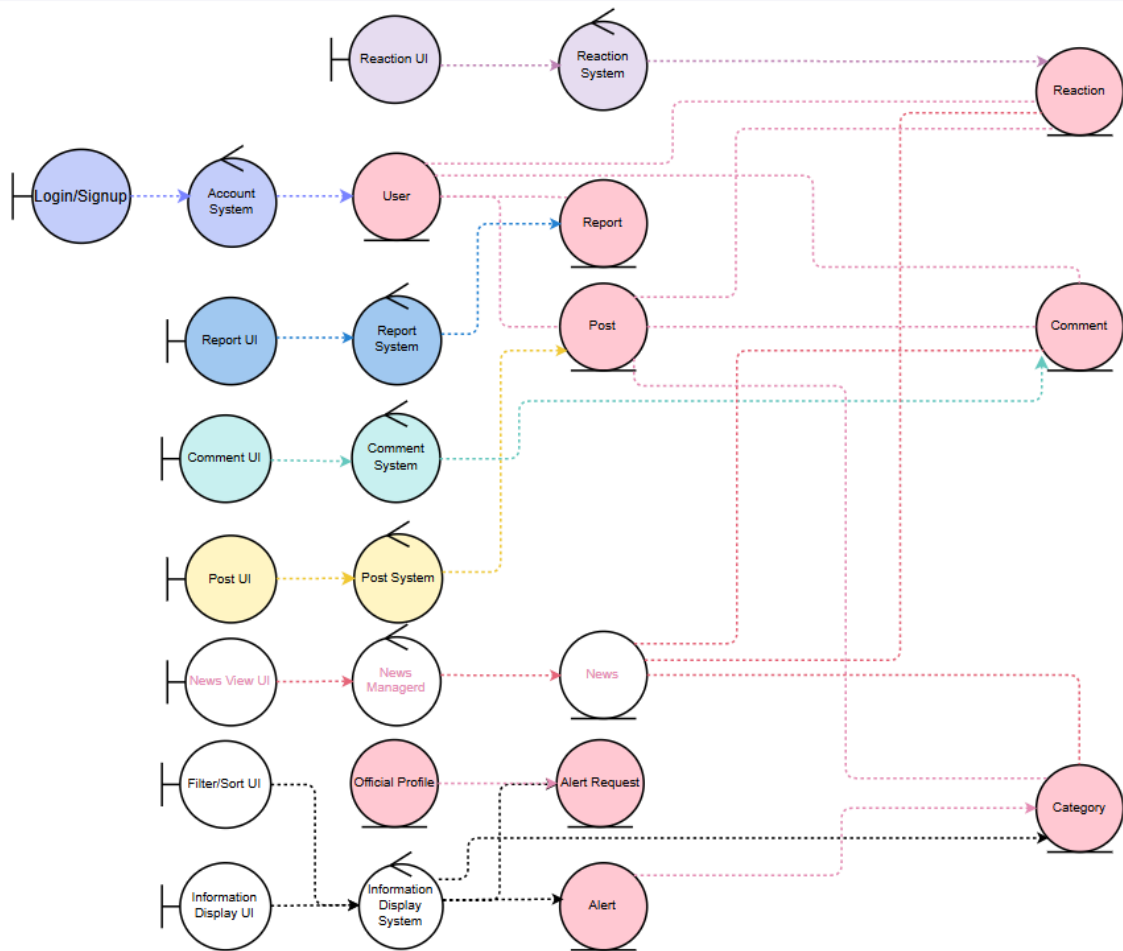 Reaction UI
Reaction
System
Reaction
Login/Signup
Account
System
User
Report
Report UI
Report
System
Post
Comment
Comment UI
Comment
System
Post UI
Post System
News View UI
News
Managerd
News
Filter/Sort UI
Official Profile
Alert Request
Category
Information
Display UI
Information
Display
System
Alert